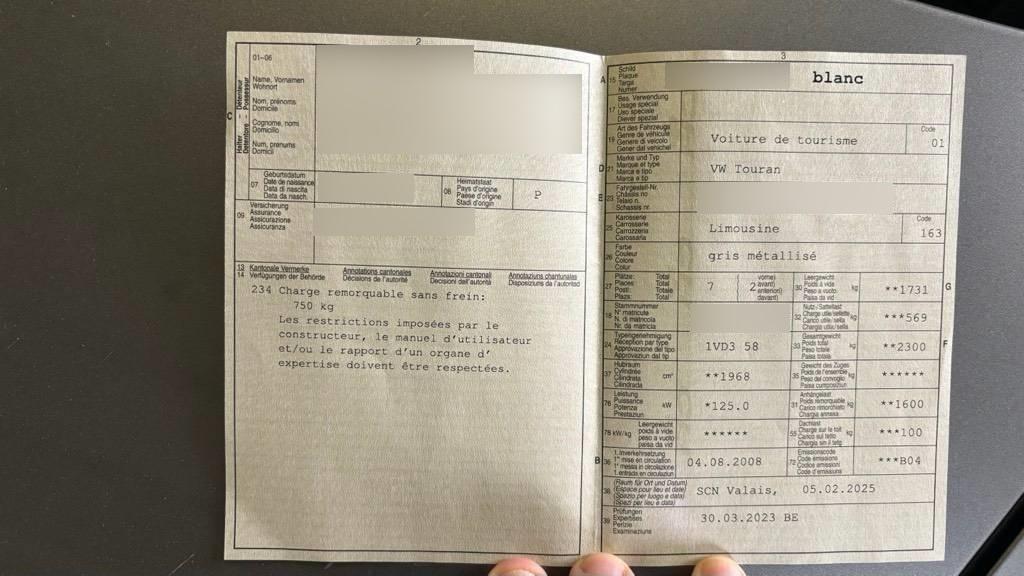 2
01–06
Halter - Détenteur
Detentore - Possessur
C
Name, Vornamen
Wohnort
Nom, prénoms
Domicile
Cognome, nomi
Domicilio
Num, prenums
Domicil
07
Geburtsdatum
Date de naissance
Data di nascita
Data da nasch.
08
Heimatstaat
Pays d'origine
Paese d'origine
Stadi d'origin
P
09
Versicherung
Assurance
Assicurazione
Assicuranza
13
14
Kantonale Vermerke
Verfügungen der Behörde
Annotations cantonales
Décisions de l'autorité
Annotazioni cantonali
Decisioni dell'autorità
Annotaziuns chantunales
Disposiziuns de l'autoritad
234 Charge remorquable sans frein:
750 kg
Les restrictions imposées par le
constructeur, le manuel d'utilisateur
et/ou le rapport d'un organe d'
expertise doivent être respectées.
3
A
15
Schild
Plaque
Targa
Numer
blanc
17
Bes. Verwendung
Usage spécial
Uso speciale
Diever spezial
19
Art des Fahrzeugs
Genre de véhicule
Genere di veicolo
Gener dal vehichel
Voiture de tourisme
Code
01
D
21
Marke und Typ
Marque et type
Marca e tipo
Marca e tip
VW Touran
E
23
Fahrgestell-Nr.
Châssis no
Telaio n.
Schassis nr.
25
Karosserie
Carrosserie
Carrozzeria
Carossaria
Limousine
Code
163
26
Farbe
Couleur
Colore
Colur
gris métallisé
27
Plätze: Total
Places: Total
Posti: Totale
Plazs: Total
7
2
vorne)
avant)
anteriori)
davant)
30
Leergewicht
Poids à vide
Peso a vuoto
Paisa da vid
kg
**1731
G
18
Stammnummer
N° matricule
N. di matricola
Nr. da matricla
32
Nutz-/Sattellast
Charge utile/sellette
Carico utile/sella
Chargia utila/sella
kg
***569
24
Typengenehmigung
Réception par type
Approvazione del tipo
Approvaziun dal tip
1VD3 58
33
Gesamtgewicht
Poids total
Peso totale
Paisa totala
kg
**2300
F
37
Hubraum
Cylindrée
Cilindrata
Cilindrada
cm³
**1968
35
Gewicht des Zuges
Poids de l'ensemble
Peso del convoglio
Paisa cumposiziun
kg
******
76
Leistung
Puissance
Potenza
Prestaziun
kW
*125.0
31
Anhängelast
Poids remorquable
Carico rimorchiato
Chargia annexa
kg
**1600
78 kW/kg
Leergewicht
poids à vide
peso a vuoto
paisa da vid
******
55
Dachlast
Charge sur le toit
Carico sul tetto
Chargia sin il tetg
kg
***100
B
36
1. Inverkehrsetzung
1re mise en circulation
1a messa in circolazione
1. entrada en circulaziun
04.08.2008
72
Emissionscode
Code émissions
Codice emissioni
Code d'emissiuns
***B04
38
(Raum für Ort und Datum)
(Espace pour lieu et date)
(Spazio per luogo e data)
(Spazi per lieu e data)
SCN Valais, 05.02.2025
39
Prüfungen
Expertises
Perizie
Examinaziuns
30.03.2023 BE